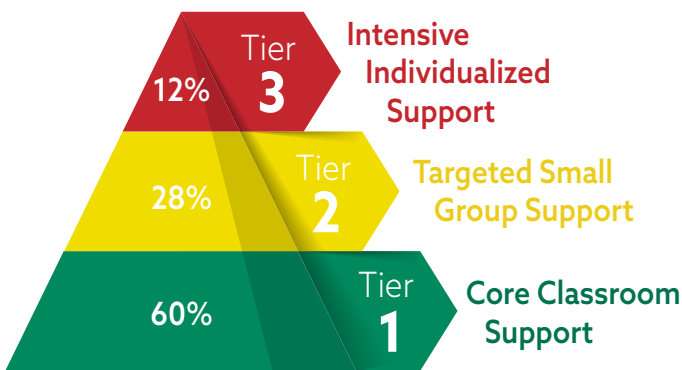 12%
Tier
3
Intensive
Individualized
Support
28%
Tier
2
Targeted Small
Group Support
60%
Tier
1
Core Classroom
Support